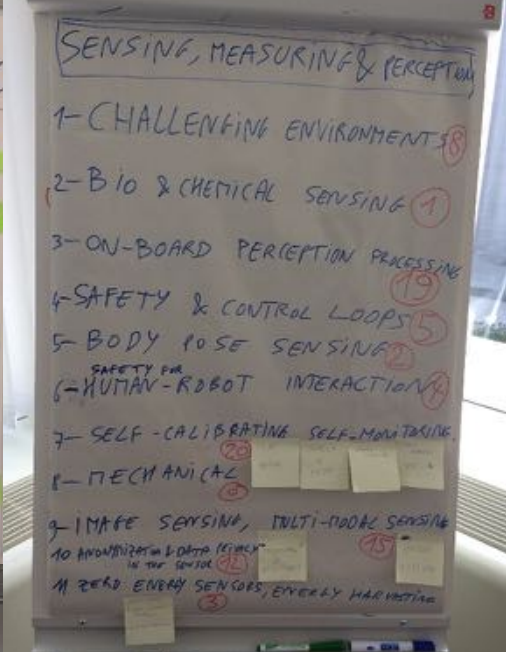 SENSING, MEASURING & PERCEPTION
1- CHALLENGING ENVIRONMENTS 8
2- BIO & CHEMICAL SENSING 1
3- ON-BOARD PERCEPTION PROCESSING
19
4- SAFETY & CONTROL LOOPS 5
5- BODY POSE SENSING 2
SAFETY FOR
6- HUMAN-ROBOT INTERACTION 4
7- SELF-CALIBRATING SELF-MONITORING.
20
8- MECHANICAL
0
9- IMAGE SENSING, MULTI-MODAL SENSING
15
10 ANONYMIZATION & DATA PRIVACY
IN THE SENSOR 12
11 ZERO ENERGY SENSORS, ENERGY HARVASTING
3